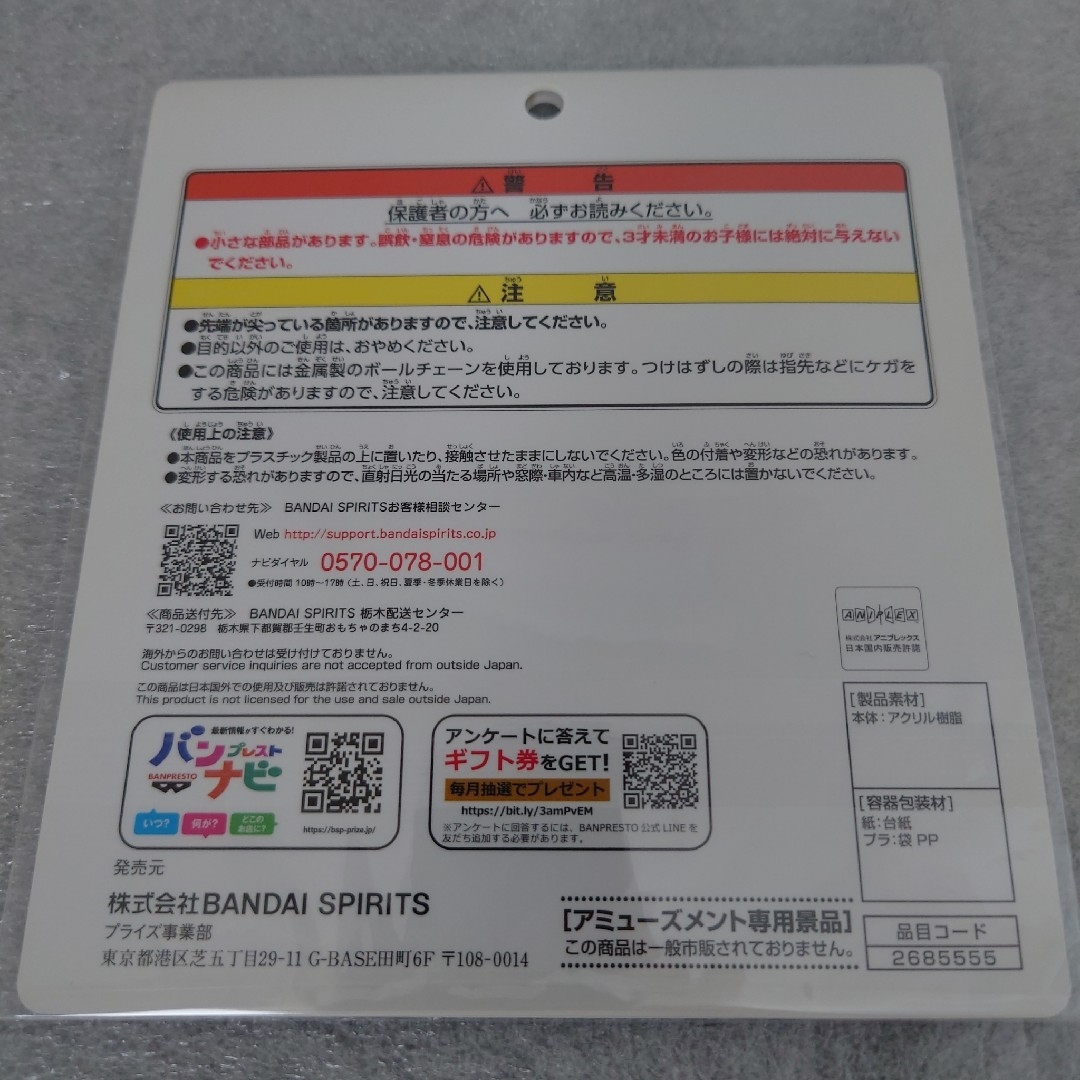 ⚠警告
保護者の方へ 必ずお読みください。
●小さな部品があります。誤飲・窒息の危険がありますので、3才未満のお子様には絶対に与えない
でください。
⚠注意
●先端が尖っている箇所がありますので、注意してください。
●目的以外のご使用は、おやめください。
●この商品には金属製のボールチェーンを使用しております。つけはずしの際は指先などにケガを
する危険がありますので、注意してください。
《使用上の注意》
●本商品をプラスチック製品の上に置いたり、接触させたままにしないでください。色の付着や変形などの恐れがあります。
●変形する恐れがありますので、直射日光の当たる場所や窓際・車内など高温・多湿のところには置かないでください。
≪お問い合わせ先≫ BANDAI SPIRITSお客様相談センター
Web http://support.bandaispirits.co.jp
ナビダイヤル 0570-078-001
●受付時間 10時～17時(土、日、祝日、夏季・冬季休業日を除く)
≪商品送付先≫ BANDAI SPIRITS 栃木配送センター
〒321-0298 栃木県下都賀郡壬生町おもちゃのまち4-2-20
海外からのお問い合わせは受け付けておりません。
Customer service inquiries are not accepted from outside Japan.
この商品は日本国外での使用及び販売は許諾されておりません。
This product is not licensed for the use and sale outside Japan.
ANIPLEX
株式会社アニプレックス
日本国内販売許諾
[製品素材]
本体:アクリル樹脂
[容器包装材]
紙:台紙
プラ:袋 PP
最新情報がすぐわかる!
バンプレストナビ
BANPRESTO
いつ? 何が? どこのお店に?
https://bsp-prize.jp/
アンケートに答えて
ギフト券をGET!
毎月抽選でプレゼント
https://bit.ly/3amPvEM
※アンケートに回答するには、BANPRESTO公式LINEを
友だち追加する必要があります。
発売元
株式会社BANDAI SPIRITS
プライズ事業部
東京都港区芝五丁目29-11 G-BASE田町6F 〒108-0014
[アミューズメント専用景品]
この商品は一般市販されておりません。
品目コード
2685555